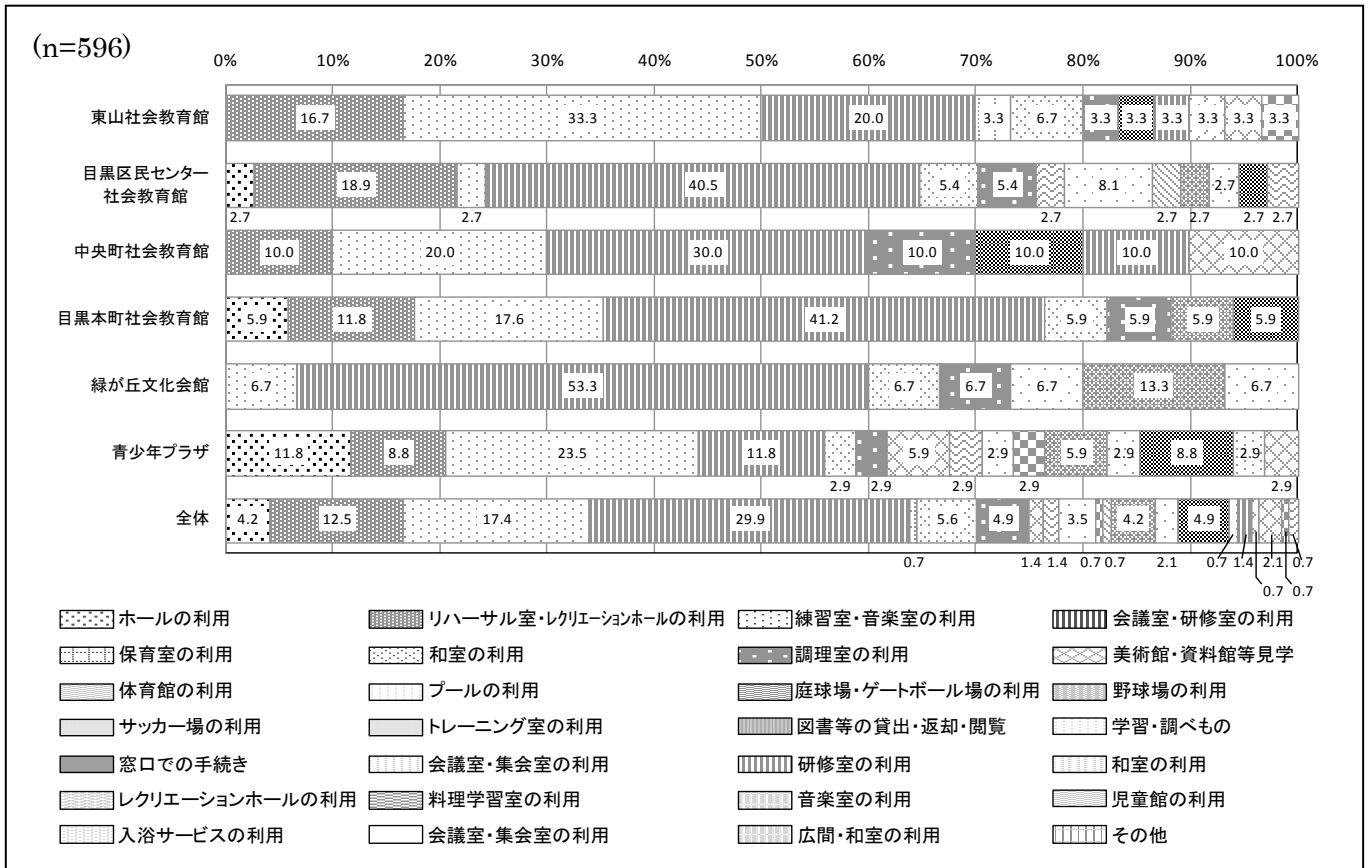 (n=596)
0% 10% 20% 30% 40% 50% 60% 70% 80% 90% 100%
東山社会教育館 16.7 33.3 20.0 3.3 6.7 3.3 3.3 3.3 3.3 3.3 3.3
目黒区民センター
社会教育館
18.9 40.5 5.4 5.4 8.1 2.7
2.7 2.7 2.7 2.7 2.7 2.7 2.7
中央町社会教育館 10.0 20.0 30.0 10.0 10.0 10.0 10.0
目黒本町社会教育館 5.9 11.8 17.6 41.2 5.9 5.9 5.9 5.9
緑が丘文化会館 6.7 53.3 6.7 6.7 6.7 13.3 6.7
青少年プラザ 11.8 8.8 23.5 11.8 5.9 2.9 5.9 2.9 8.8 2.9
2.9 2.9 2.9 2.9 2.9
全体 4.2 12.5 17.4 29.9 5.6 4.9 3.5 4.2 4.9
0.7 1.4 1.4 0.7 0.7 2.1 0.7 1.4 2.1 0.7
0.7 0.7
ホールの利用 リハーサル室・レクリエーションホールの利用 練習室・音楽室の利用 会議室・研修室の利用
保育室の利用 和室の利用 調理室の利用 美術館・資料館等見学
体育館の利用 プールの利用 庭球場・ゲートボール場の利用 野球場の利用
サッカー場の利用 トレーニング室の利用 図書等の貸出・返却・閲覧 学習・調べもの
窓口での手続き 会議室・集会室の利用 研修室の利用 和室の利用
レクリエーションホールの利用 料理学習室の利用 音楽室の利用 児童館の利用
入浴サービスの利用 会議室・集会室の利用 広間・和室の利用 その他